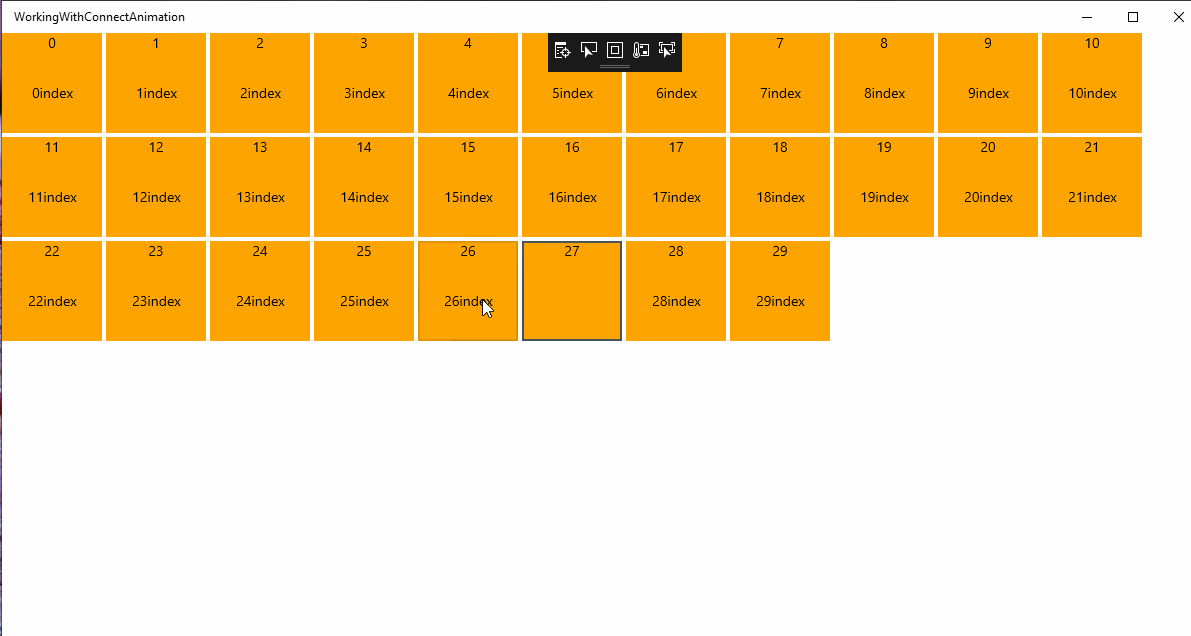 WorkingWithConnectAnimation
0 1 2 3 4 7 8 9 10
0index 1index 2index 3index 4index 5index 6index 7index 8index 9index 10index
11 12 13 14 15 16 17 18 19 20 21
11index 12index 13index 14index 15index 16index 17index 18index 19index 20index 21index
22 23 24 25 26 27 28 29
22index 23index 24index 25index 26index 28index 29index